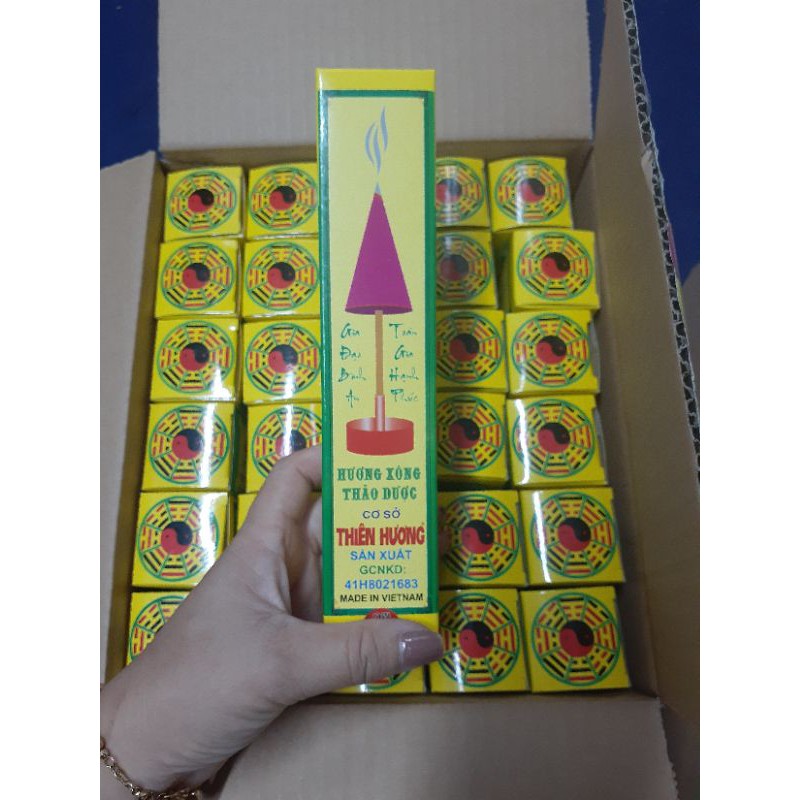 Gia
Đạo
Bình
An
Toàn
Gia
Hạnh
Phúc
HƯƠNG XÔNG
THẢO DƯỢC
CƠ SỞ
THIÊN HƯƠNG
SẢN XUẤT
GCNKD:
41H8021683
MADE IN VIETNAM